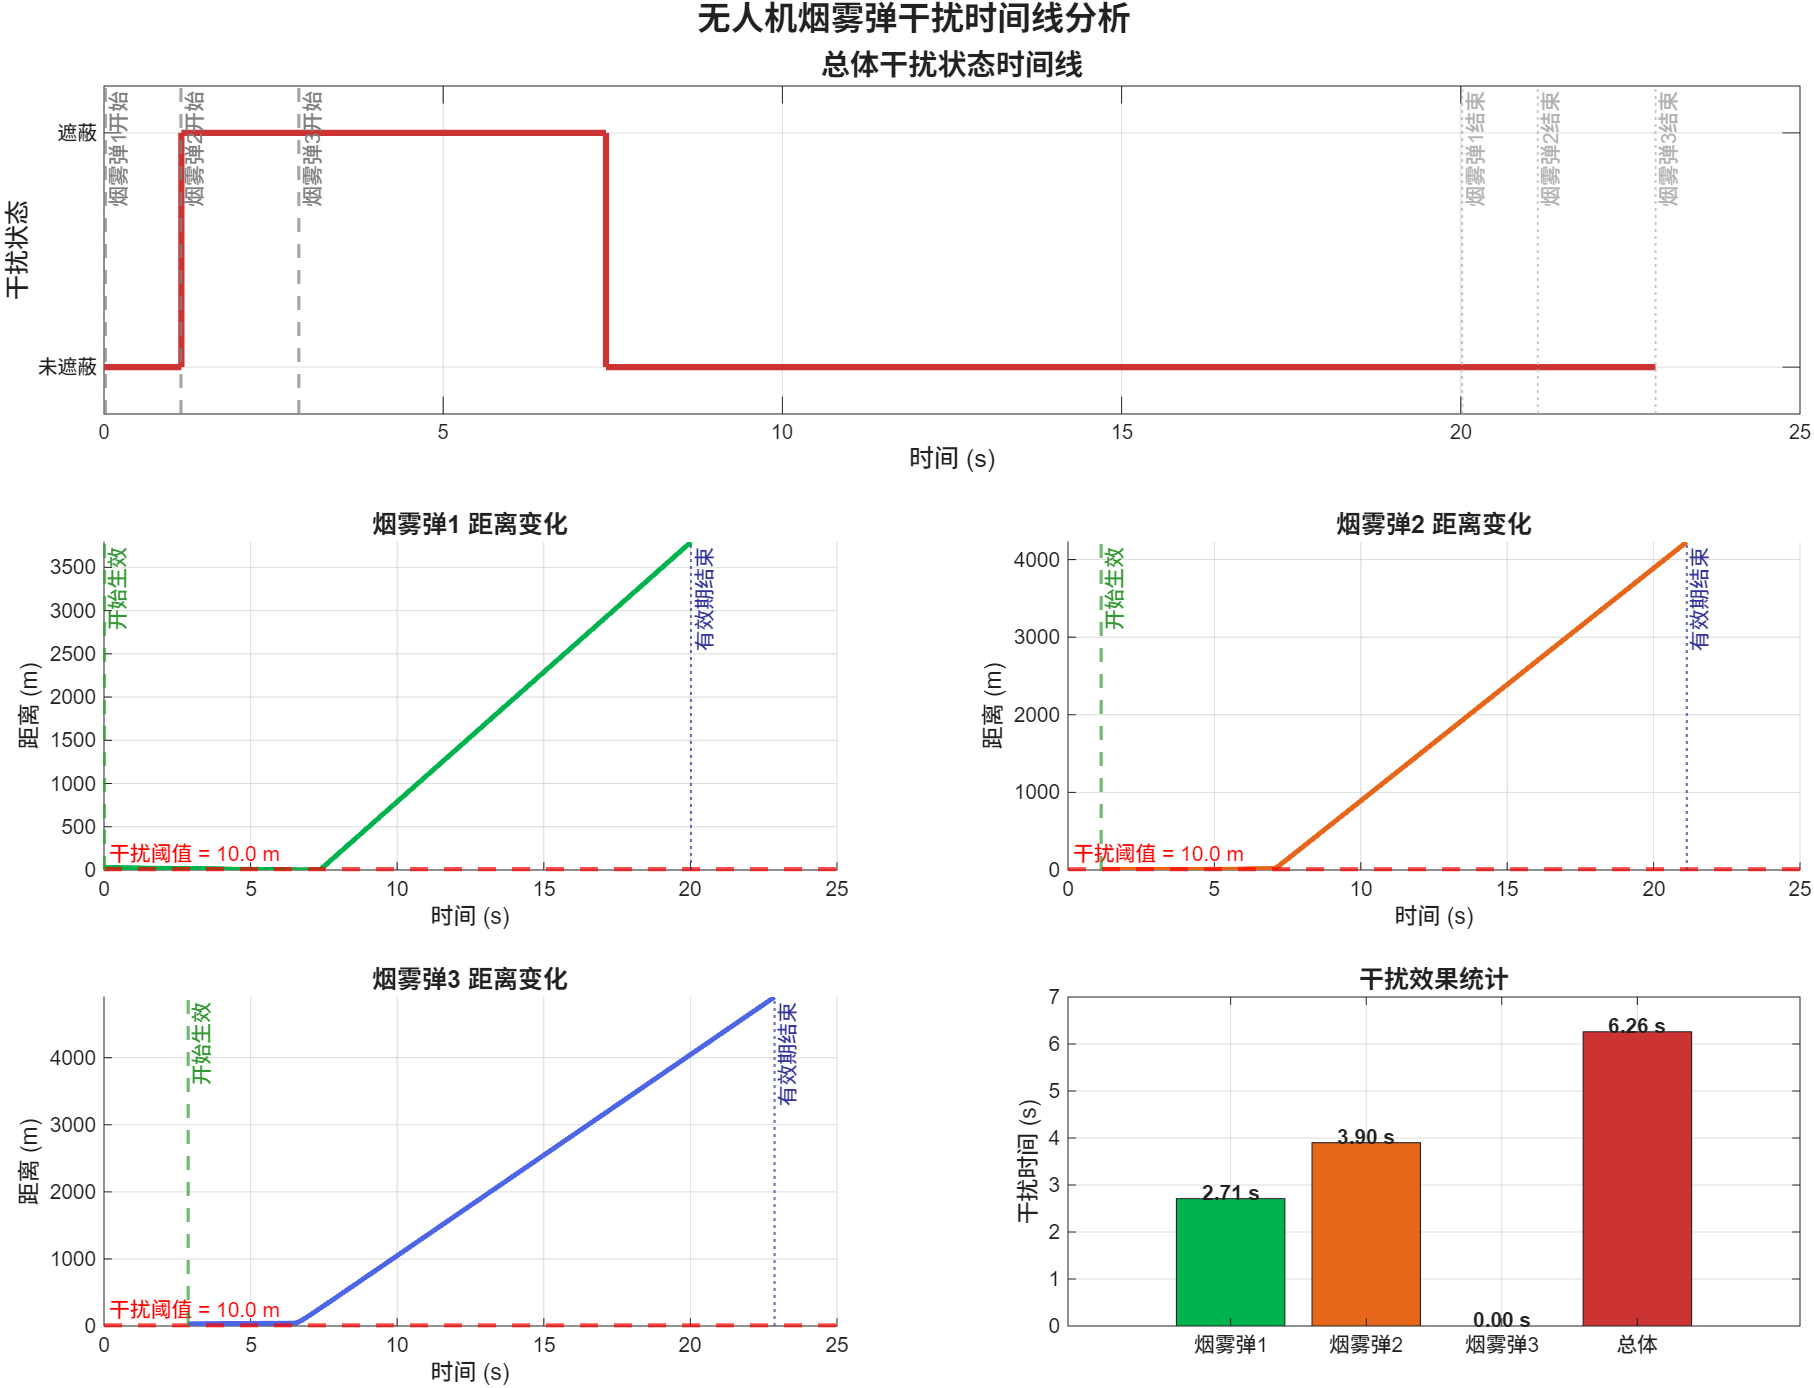 无人机烟雾弹干扰时间线分析
总体干扰状态时间线
干扰状态
遮蔽
未遮蔽
烟雾弹1开始
烟雾弹2开始
烟雾弹3开始
烟雾弹1结束
烟雾弹2结束
烟雾弹3结束
0 5 10 15 20 25
时间 (s)
烟雾弹1 距离变化
距离 (m)
3500
3000
2500
2000
1500
1000
500
0
开始生效
有效期结束
干扰阈值 = 10.0 m
0 5 10 15 20 25
时间 (s)
烟雾弹2 距离变化
距离 (m)
4000
3000
2000
1000
0
开始生效
有效期结束
干扰阈值 = 10.0 m
0 5 10 15 20 25
时间 (s)
烟雾弹3 距离变化
距离 (m)
4000
3000
2000
1000
0
开始生效
有效期结束
干扰阈值 = 10.0 m
0 5 10 15 20 25
时间 (s)
干扰效果统计
干扰时间 (s)
7
6
5
4
3
2
1
0
2.71 s
3.90 s
0.00 s
6.26 s
烟雾弹1 烟雾弹2 烟雾弹3 总体